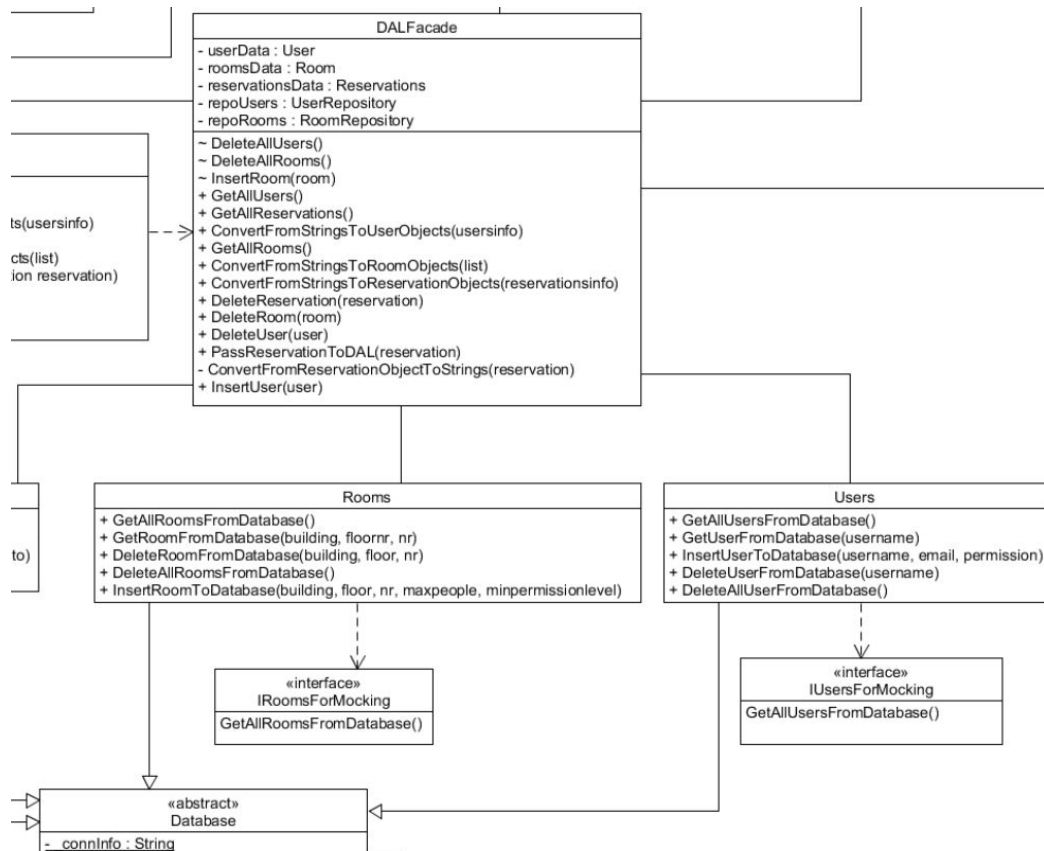 DALFacade
- userData : User
- roomsData : Room
- reservationsData : Reservations
- repoUsers : UserRepository
- repoRooms : RoomRepository
~ DeleteAllUsers()
~ DeleteAllRooms()
~ InsertRoom(room)
+ GetAllUsers()
+ GetAllReservations()
+ ConvertFromStringsToUserObjects(usersinfo)
+ GetAllRooms()
+ ConvertFromStringsToRoomObjects(list)
+ ConvertFromStringsToReservationObjects(reservationsinfo)
+ DeleteReservation(reservation)
+ DeleteRoom(room)
+ DeleteUser(user)
+ PassReservationToDAL(reservation)
- ConvertFromReservationObjectToStrings(reservation)
+ InsertUser(user)
ts(usersinfo)
cts(list)
ion reservation)
to)
Rooms
+ GetAllRoomsFromDatabase()
+ GetRoomFromDatabase(building, floornr, nr)
+ DeleteRoomFromDatabase(building, floor, nr)
+ DeleteAllRoomsFromDatabase()
+ InsertRoomToDatabase(building, floor, nr, maxpeople, minpermissionlevel)
Users
+ GetAllUsersFromDatabase()
+ GetUserFromDatabase(username)
+ InsertUserToDatabase(username, email, permission)
+ DeleteUserFromDatabase(username)
+ DeleteAllUserFromDatabase()
«interface»
IRoomsForMocking
GetAllRoomsFromDatabase()
«interface»
IUsersForMocking
GetAllUsersFromDatabase()
«abstract»
Database
- _connInfo : String